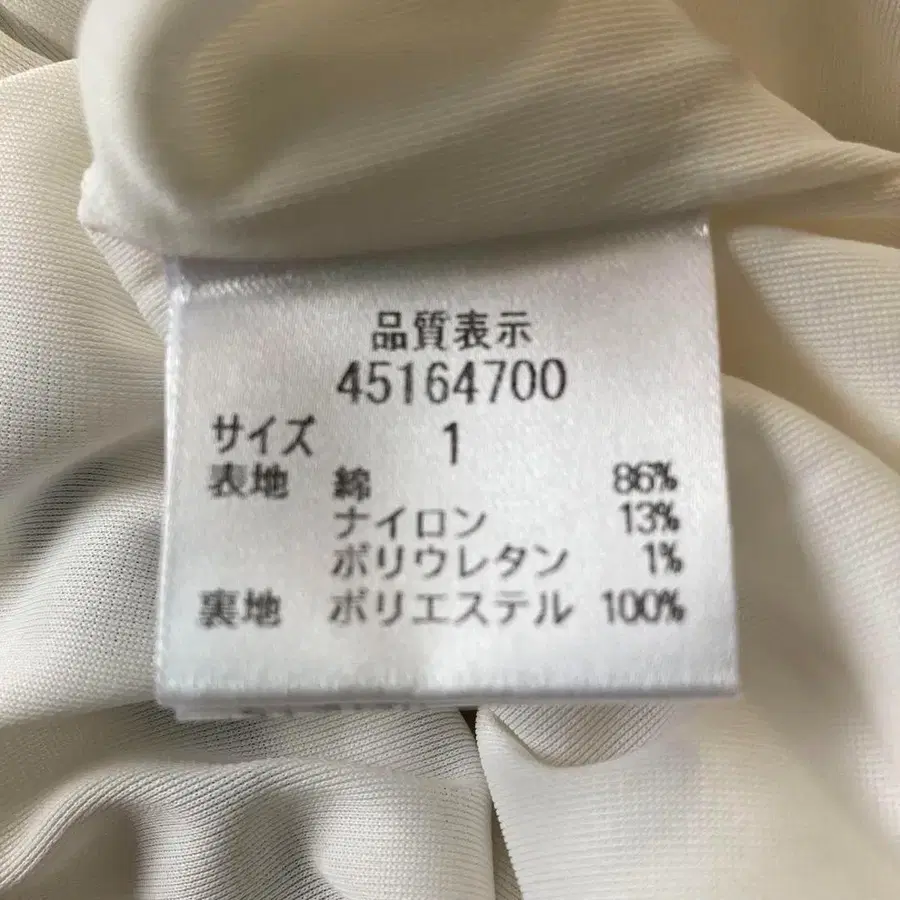 品質表示
45164700
サイズ 1
表地 綿 86%
ナイロン 13%
ポリウレタン 1%
裏地 ポリエステル 100%